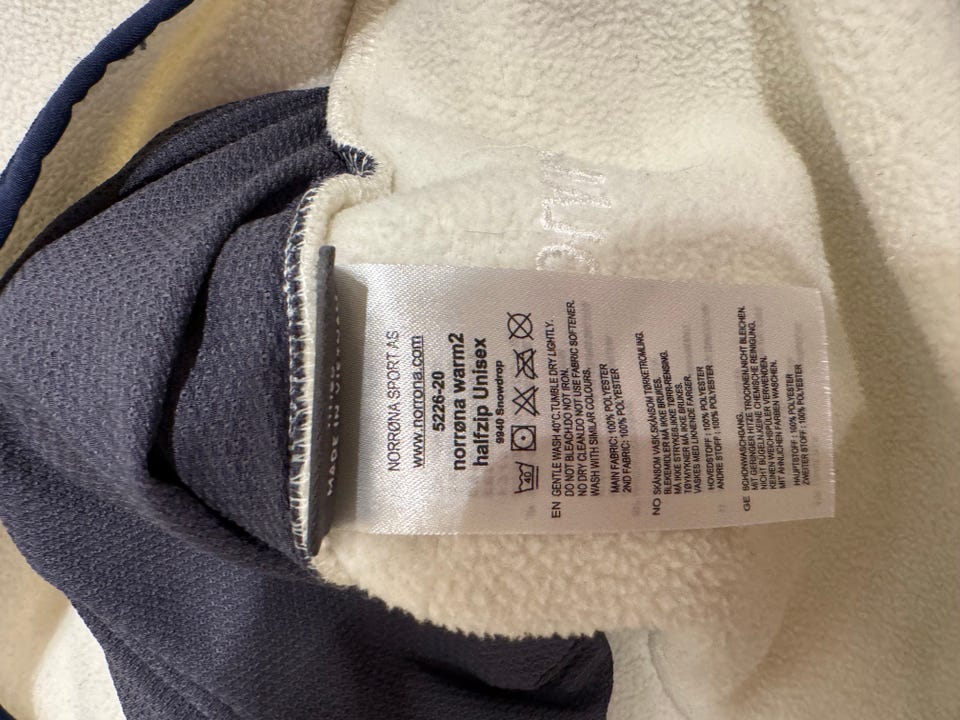 NORRØNA SPORT AS
www.norrona.com
5226-20
norrøna warm2
halfzip Unisex
9940 Snowdrop
40
EN GENTLE WASH 40°C.TUMBLE DRY LIGHTLY.
DO NOT BLEACH.DO NOT IRON.
NO DRY CLEAN.DO NOT USE FABRIC SOFTENER.
WASH WITH SIMILAR COLOURS.
MAIN FABRIC: 100% POLYESTER
2ND FABRIC: 100% POLYESTER
NO SKÅNSOM VASK.SKÅNSOM TØRKETROMLING.
BLEKEMIDLER MÅ IKKE BRUKES.
MÅ IKKE STRYKES.IKKE TØRR-RENSING.
TØYMYKNER MÅ IKKE BRUKES.
VASKES MED LIKNENDE FARGER.
HOVEDSTOFF : 100% POLYESTER
ANDRE STOFF : 100% POLYESTER
GE SCHONWASCHGANG.
MIT GERINGER HITZE TROCKNEN.NICHT BLEICHEN.
NICHT BÜGELN.KEINE CHEMISCHE REINIGUNG.
KEINEN WEICHSPÜLER VERWENDEN.
MIT ÄHNLICHEN FARBEN WASCHEN.
HAUPTSTOFF : 100% POLYESTER
ZWEITER STOFF : 100% POLYESTER
MADE IN